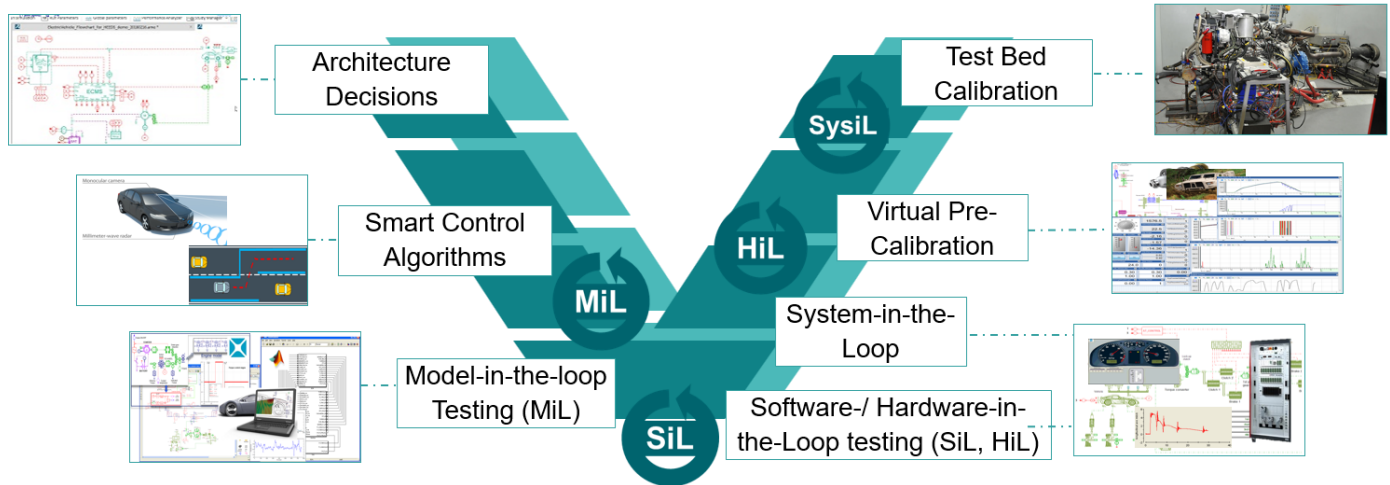 Architecture
Decisions
Smart Control
Algorithms
Model-in-the-loop
Testing (MiL)
MiL
SiL
HiL
SysiL
Test Bed
Calibration
Virtual Pre-
Calibration
System-in-the-
Loop
Software-/ Hardware-in-
the-Loop testing (SiL, HiL)
Monocular camera
Millimeter-wave radar
ECMS